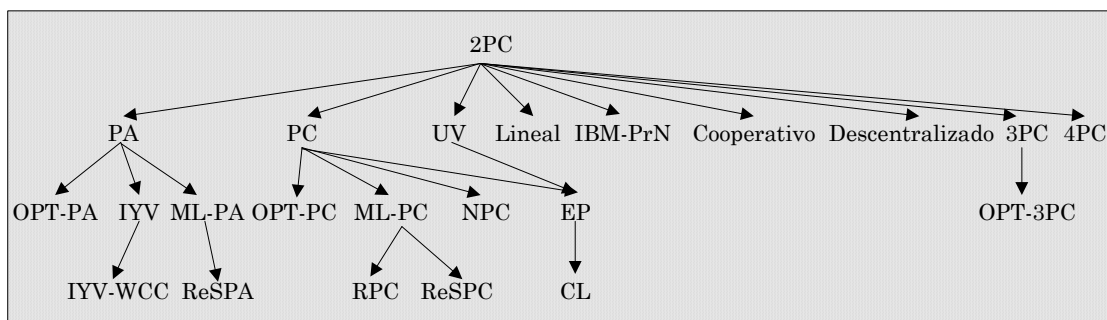 2PC
PA PC UV Lineal IBM-PrN Cooperativo Descentralizado 3PC 4PC
OPT-PA IYV ML-PA OPT-PC ML-PC NPC EP OPT-3PC
IYV-WCC ReSPA RPC ReSPC CL